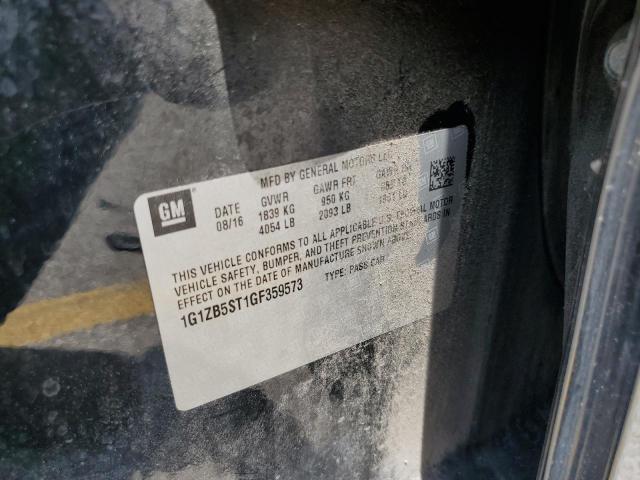 GM
MFD BY GENERAL MOTORS LLC
DATE GVWR GAWR FRT GAWR
08/16 1839 KG 950 KG
4054 LB 2093 LB LB
THIS VEHICLE CONFORMS TO ALL APPLICABLE U.S. FEDERAL MOTOR
VEHICLE SAFETY, BUMPER, AND THEFT PREVENTION STANDARDS IN
EFFECT ON THE DATE OF MANUFACTURE SHOWN ABOVE.
1G1ZB5ST1GF359573 TYPE: PASS CAR